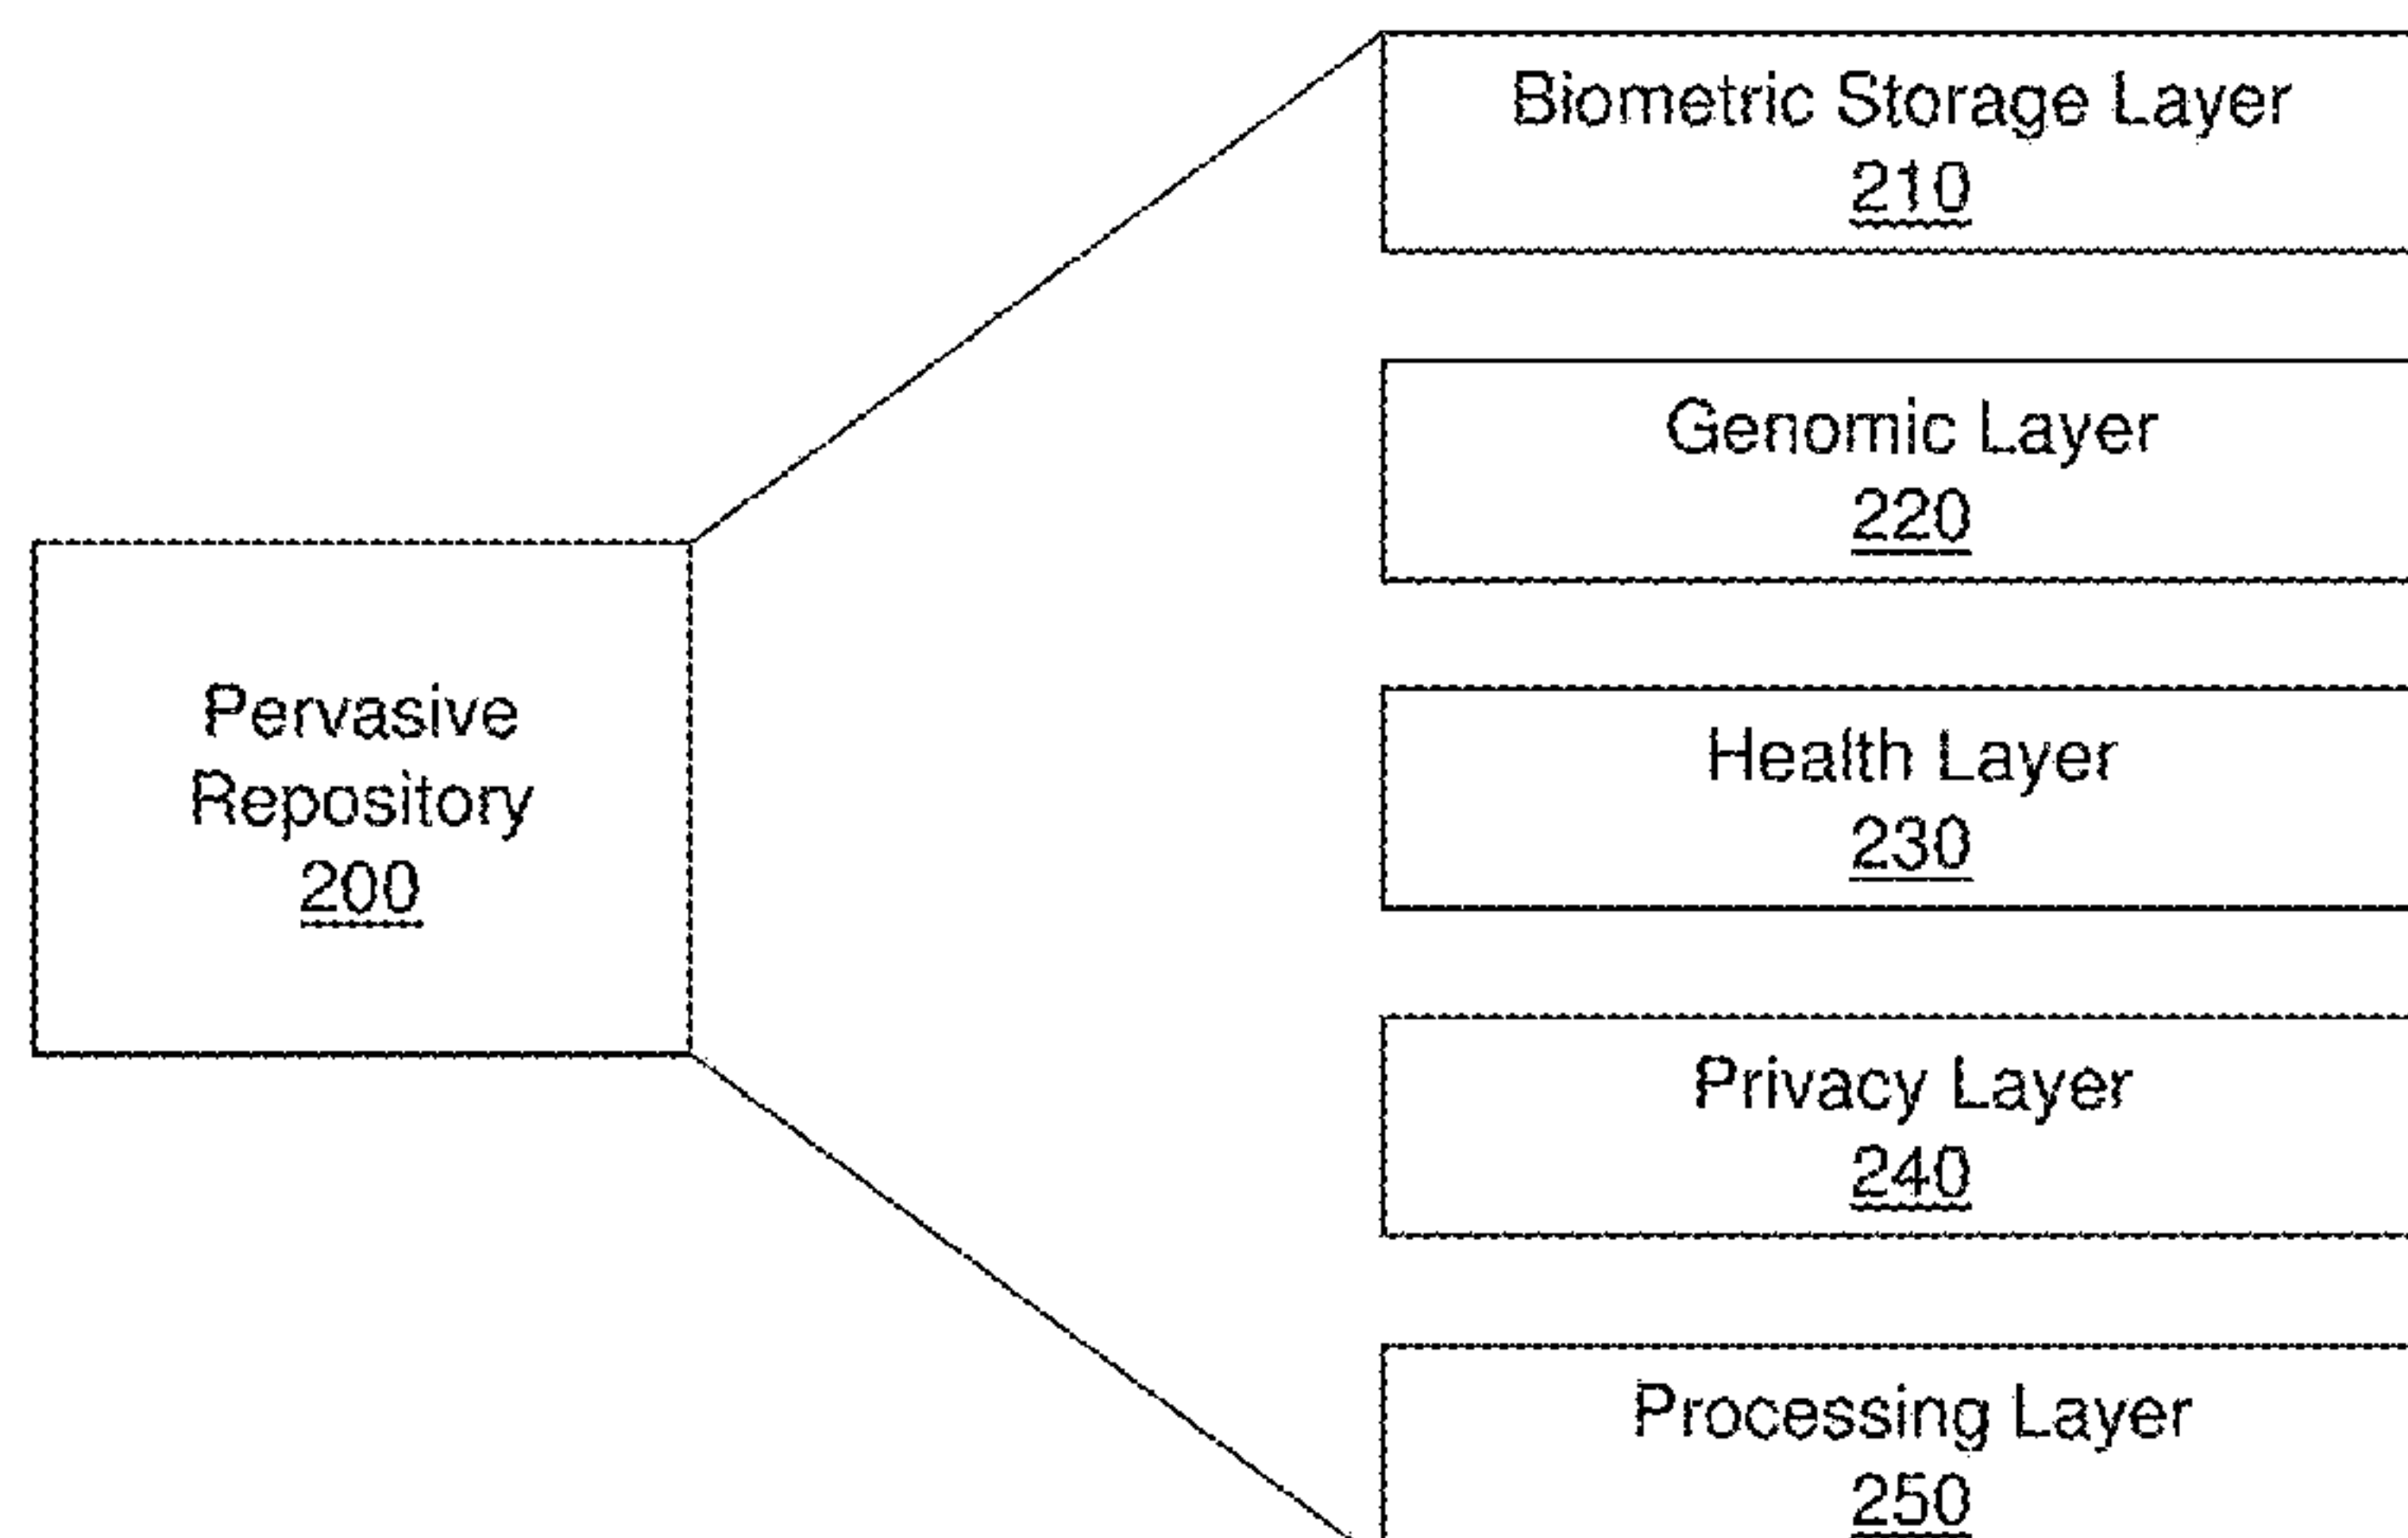 Biometric Storage Layer
210
Genomic Layer
220
Pervasive
Repository
200
Health Layer
230
Privacy Layer
240
Processing Layer
250